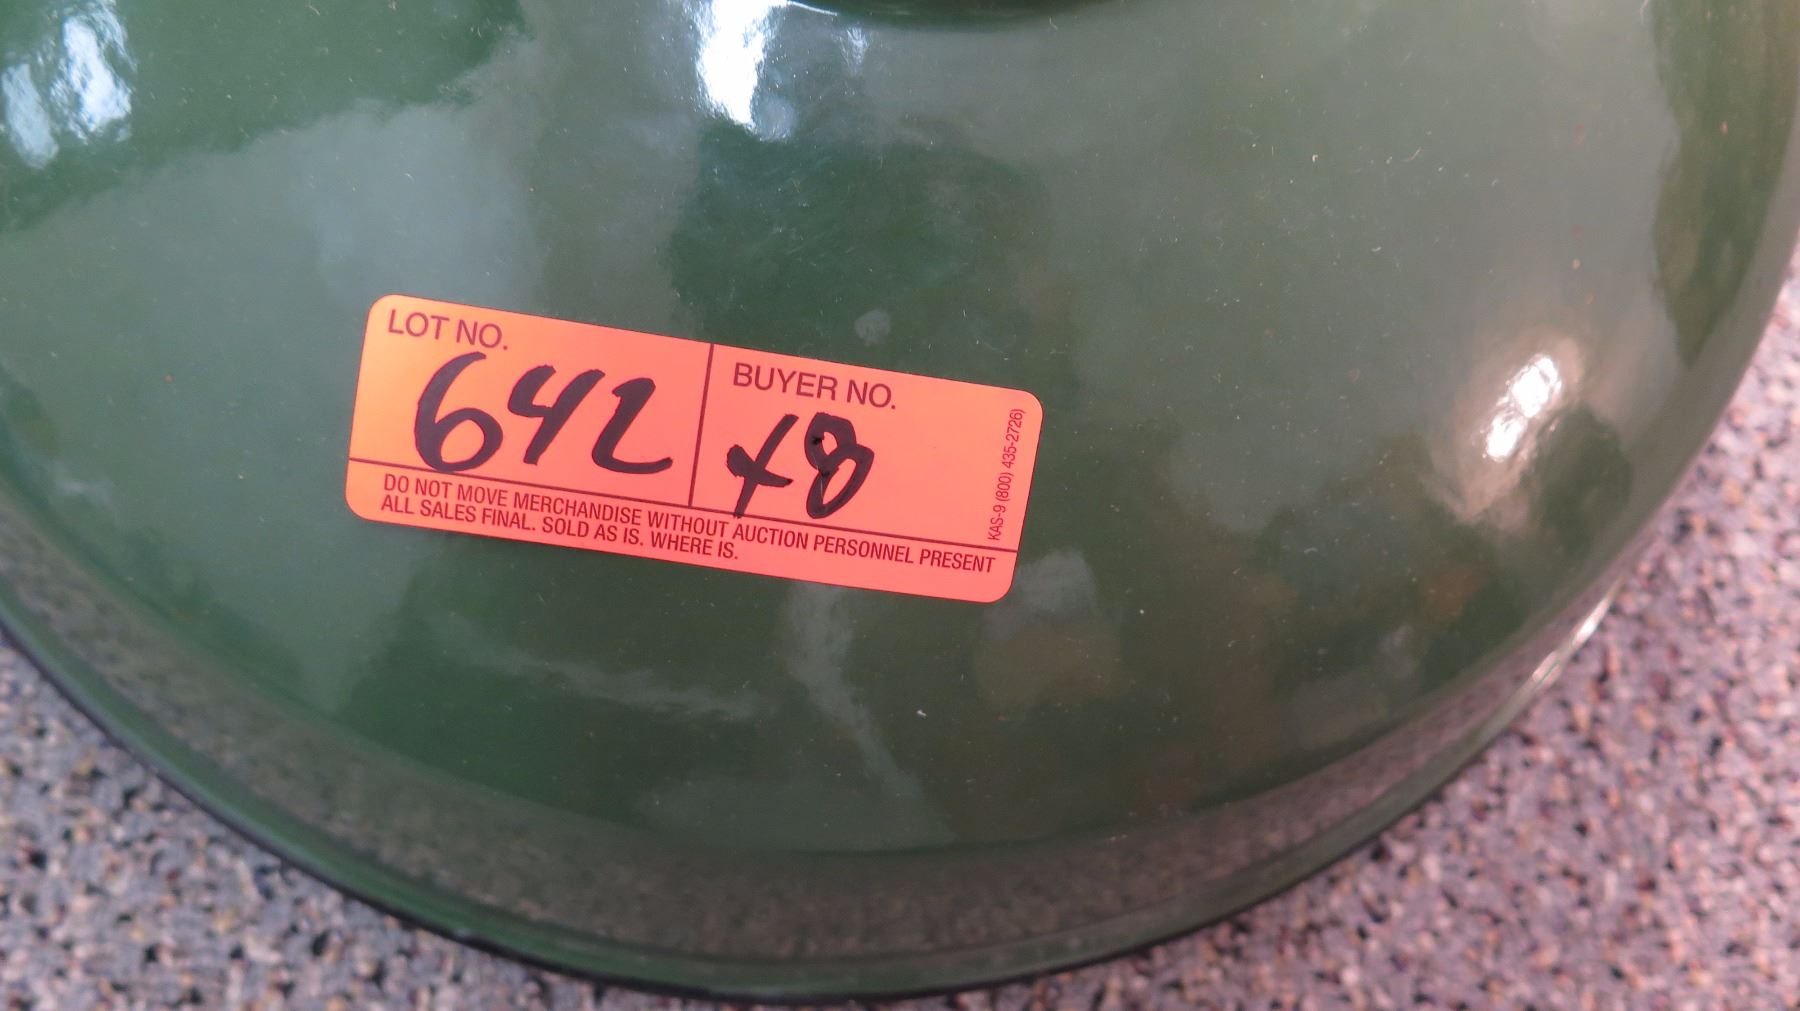 LOT NO.
642
BUYER NO.
x8
KAS-9 (800) 435-2726)
DO NOT MOVE MERCHANDISE WITHOUT AUCTION PERSONNEL PRESENT
ALL SALES FINAL. SOLD AS IS. WHERE IS.